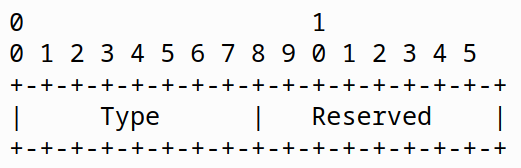 0                   1
0 1 2 3 4 5 6 7 8 9 0 1 2 3 4 5
+-+-+-+-+-+-+-+-+-+-+-+-+-+-+-+-+
|     Type      |   Reserved    |
+-+-+-+-+-+-+-+-+-+-+-+-+-+-+-+-+